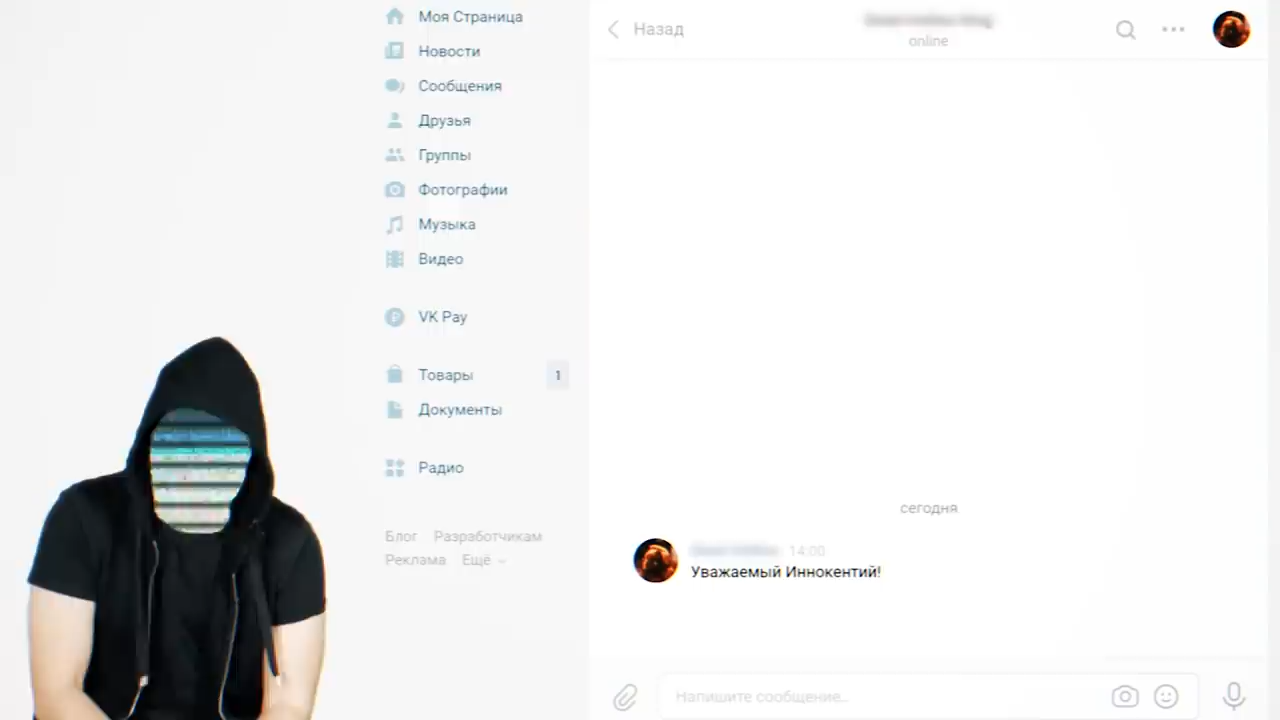 Моя Страница
Новости
Сообщения
Друзья
Группы
Фотографии
Музыка
Видео
VK Pay
Товары 1
Документы
Радио
Блог Разработчикам
Реклама Ещё
Назад
online
сегодня
14:00
Уважаемый Иннокентий!
Напишите сообщение...